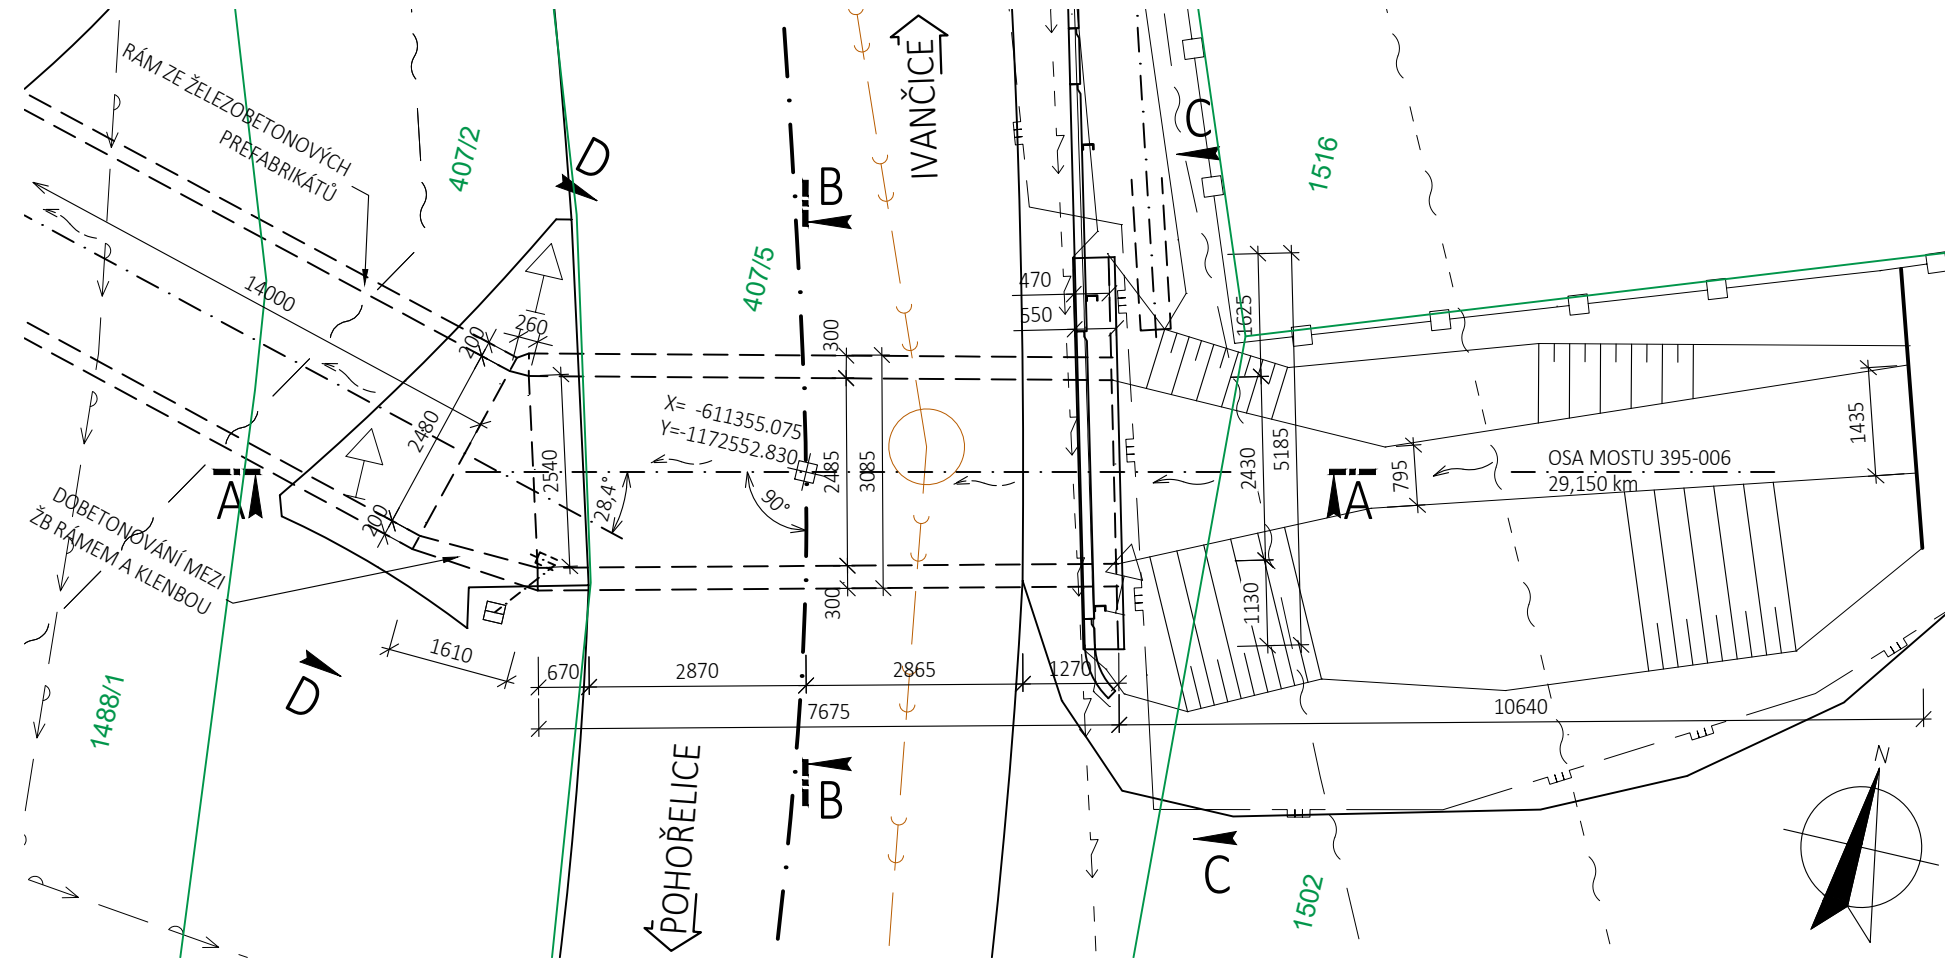 RÁM ZE ŽELEZOBETONOVÝCH
PREFABRIKÁTŮ
407/2
D
B
IVANČICE
C
1516
407/5
14000
200
260
300
470
550
1625
2480
2540
X= -611355.075
Y=-1172552.830
2485
3085
2430
5185
795
1435
OSA MOSTU 395-006
29,150 km
A
A
28,4°
90°
200
DOBETONOVÁNÍ MEZI
ŽB RÁMEM A KLENBOU
300
1130
1610
670
2870
2865
1270
7675
10640
D
1488/1
B
POHOŘELICE
C
1502
N